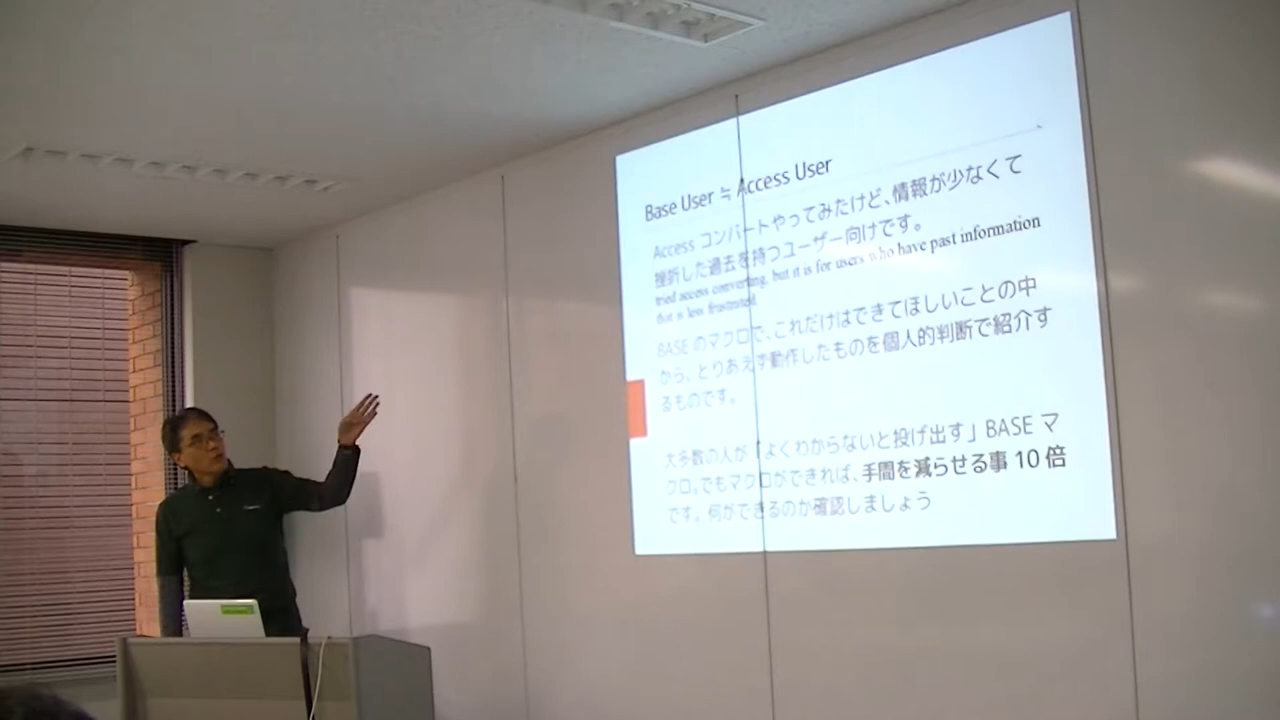 Base User ≒ Access User
Access コンバートやってみたけど、情報が少なくて
挫折した過去を持つユーザー向けです。
tried access converting, but it is for users who have past information
that is less frustrated.
BASE のマクロで、これだけはできてほしいことの中
から、とりあえず動作したものを個人的判断で紹介す
るものです。
大多数の人が「よくわからないと投げ出す」BASE マ
クロ。でもマクロができれば、手間を減らせる事 10 倍
です。何ができるのか確認しましょう